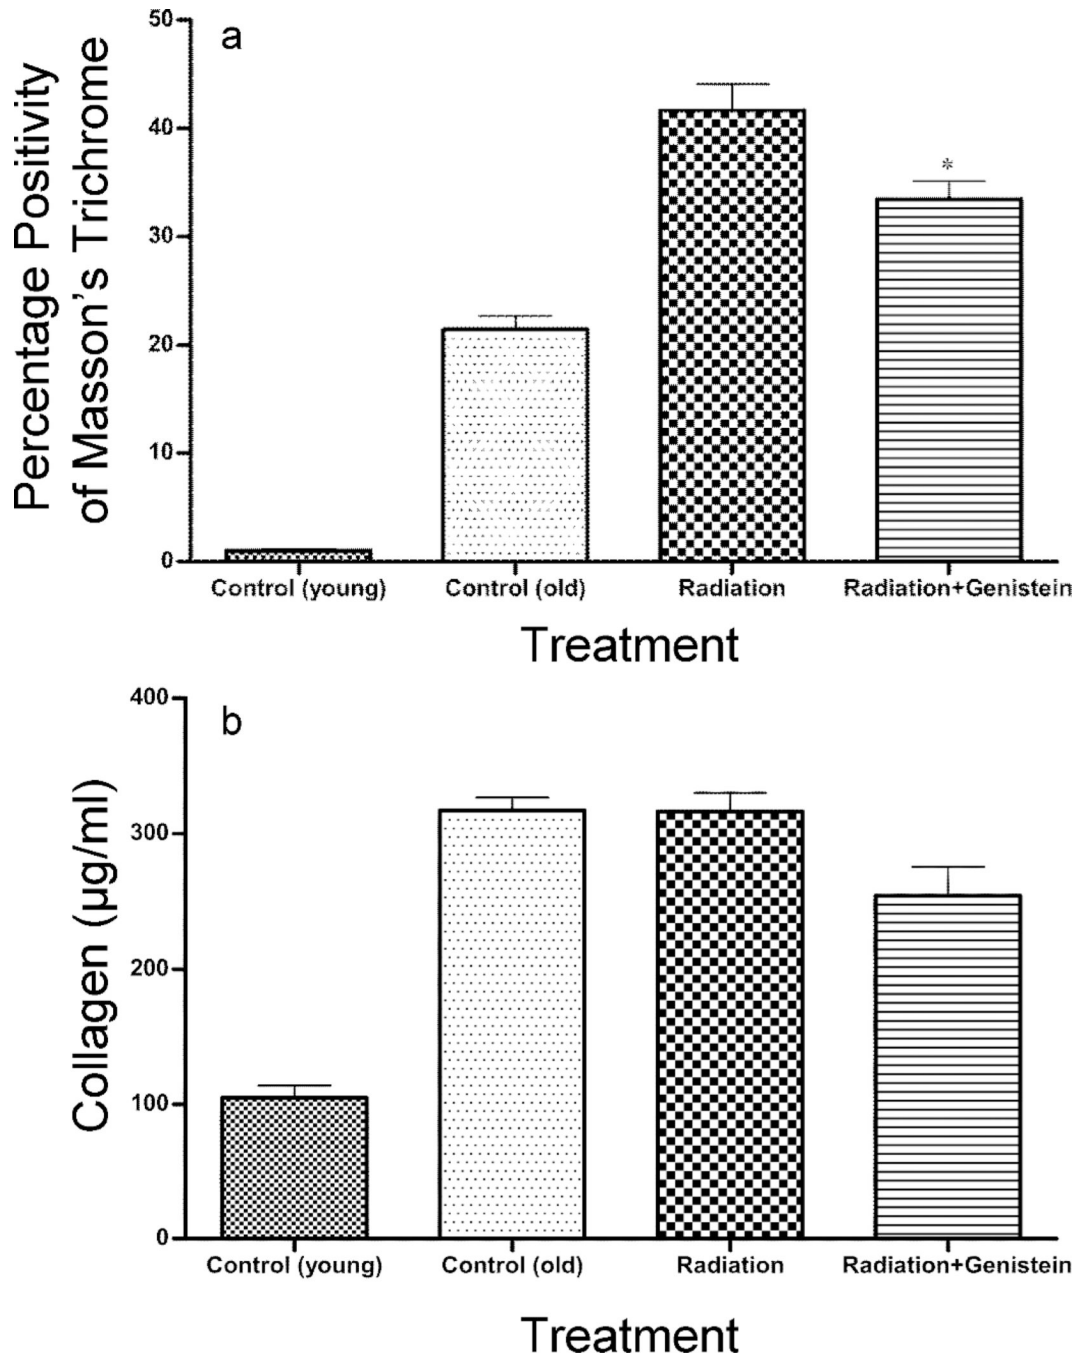 Percentage Positivity
of Masson's Trichrome
a
50
40
30
20
10
0
*
Control (young)
Control (old)
Radiation
Radiation+Genistein
Treatment
Collagen (µg/ml)
b
400
300
200
100
0
Control (young)
Control (old)
Radiation
Radiation+Genistein
Treatment